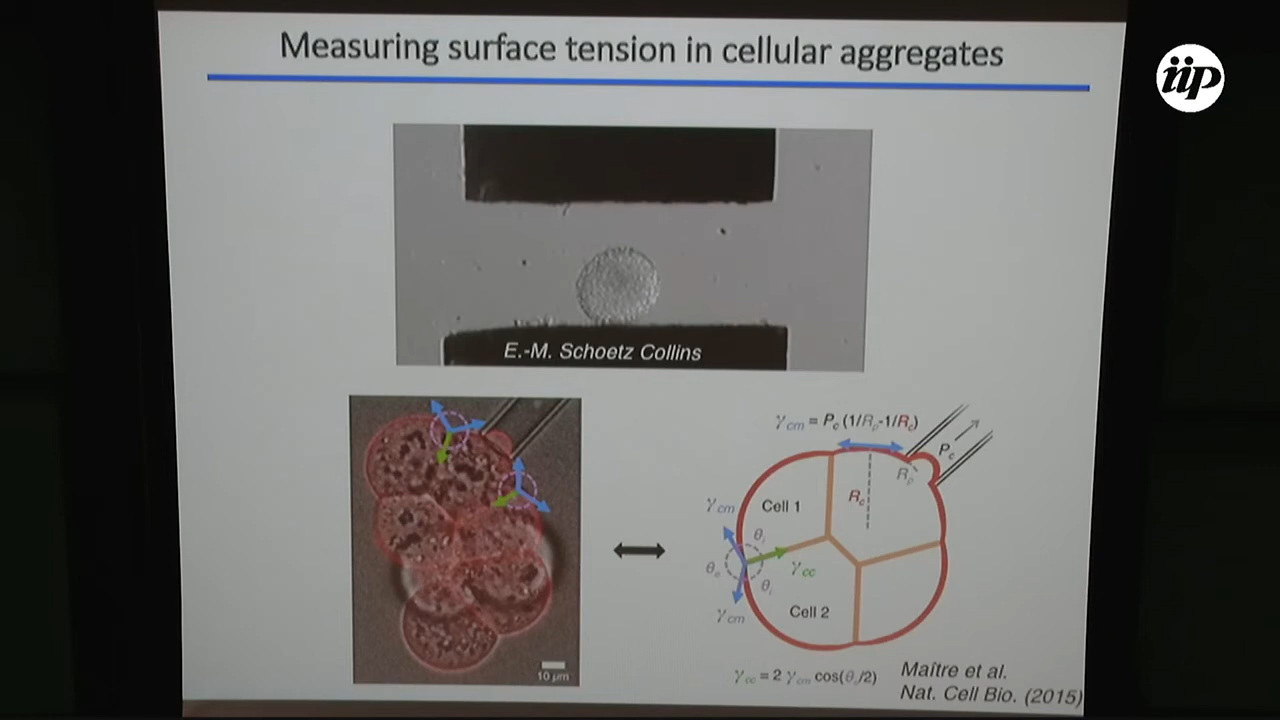 Measuring surface tension in cellular aggregates
iip
E.-M. Schoetz Collins
γcm = Pc (1/Rp-1/Rc)
Pc
Rp
Rc
γcm
Cell 1
θi
θe
γcc
θi
γcm
Cell 2
10 μm
γcc = 2 γcm cos(θe/2)
Maître et al.
Nat. Cell Bio. (2015)